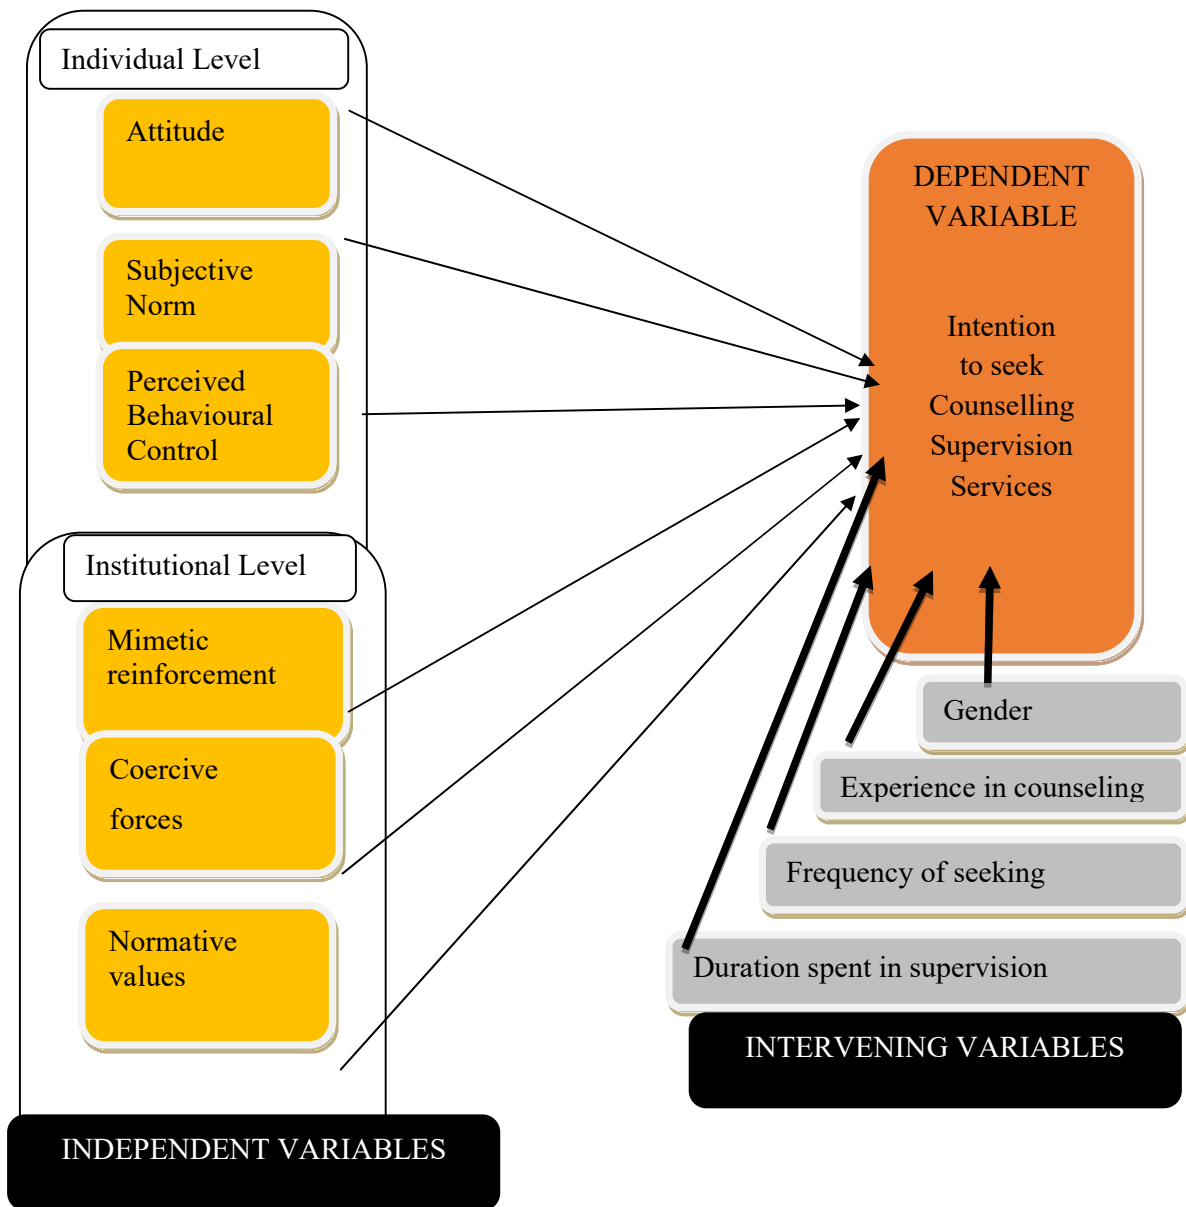 Individual Level
Attitude
Subjective
Norm
Perceived
Behavioural
Control
Institutional Level
Mimetic
reinforcement
Coercive
forces
Normative
values
INDEPENDENT VARIABLES
DEPENDENT
VARIABLE
Intention
to seek
Counselling
Supervision
Services
Gender
Experience in counseling
Frequency of seeking
Duration spent in supervision
INTERVENING VARIABLES